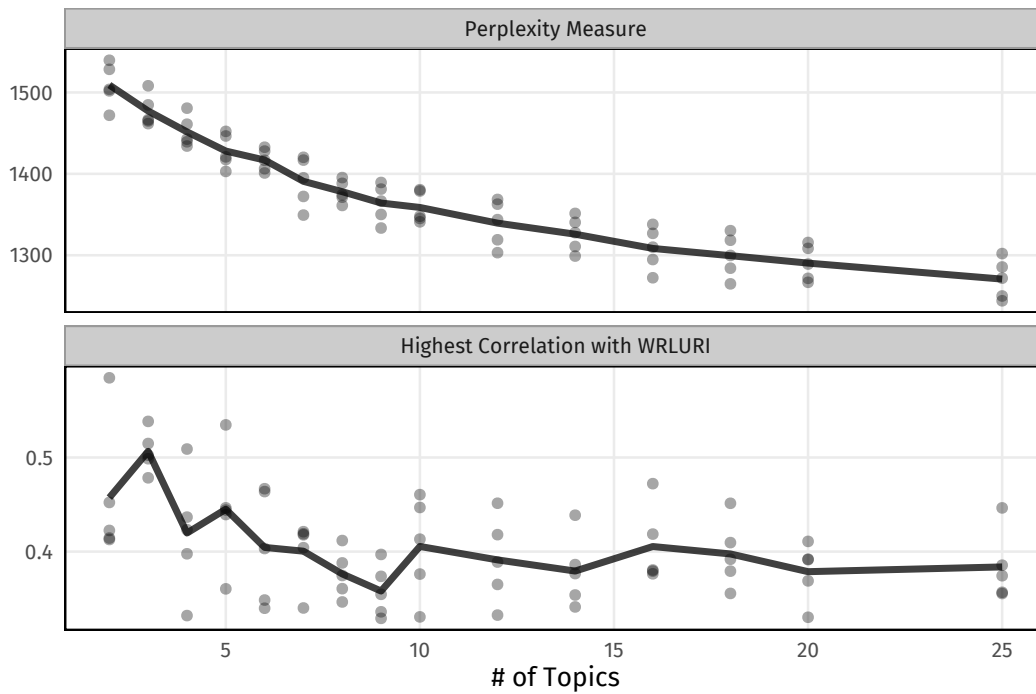 Perplexity Measure
1500
1400
1300
Highest Correlation with WRLURI
0.5
0.4
5 10 15 20 25
# of Topics